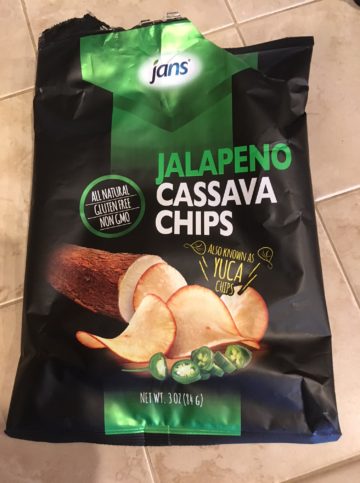 jans
JALAPENO
CASSAVA
CHIPS
ALL NATURAL
GLUTEN FREE
NON GMO
ALSO KNOWN AS
YUCA
CHIPS
NET WT. 3 OZ (84 G)